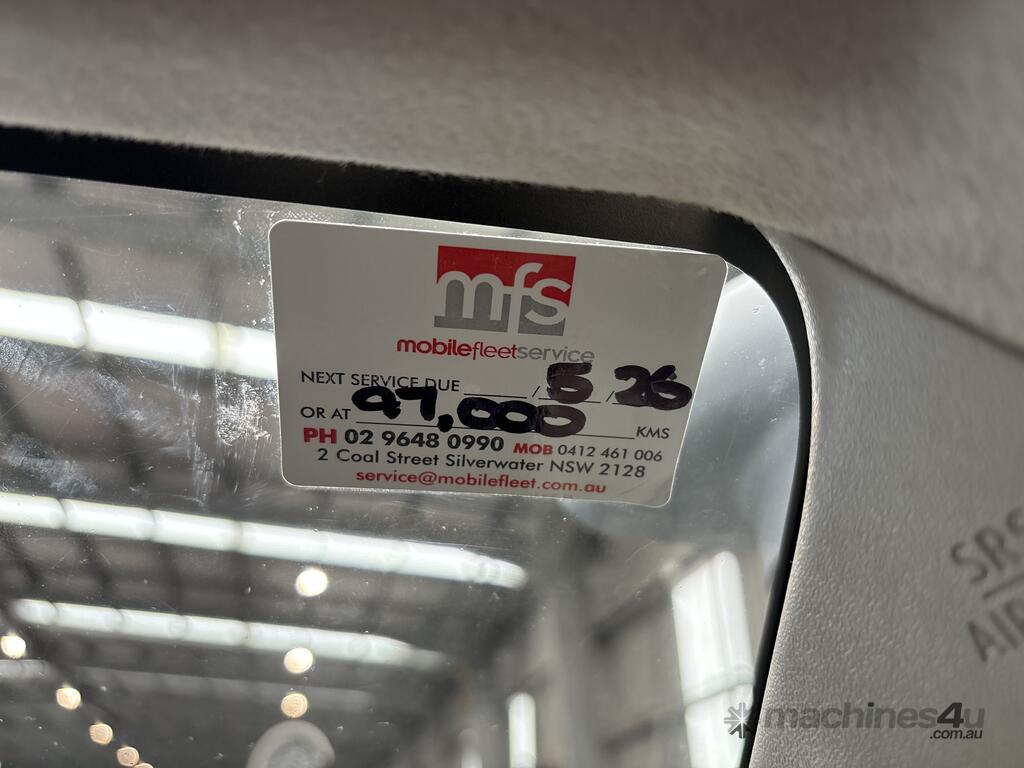 mfs
mobilefleetservice
NEXT SERVICE DUE ____/5/26
OR AT 97,000 KMS
PH 02 9648 0990 MOB 0412 461 006
2 Coal Street Silverwater NSW 2128
service@mobilefleet.com.au
SRS
AIR
machines4u
.com.au